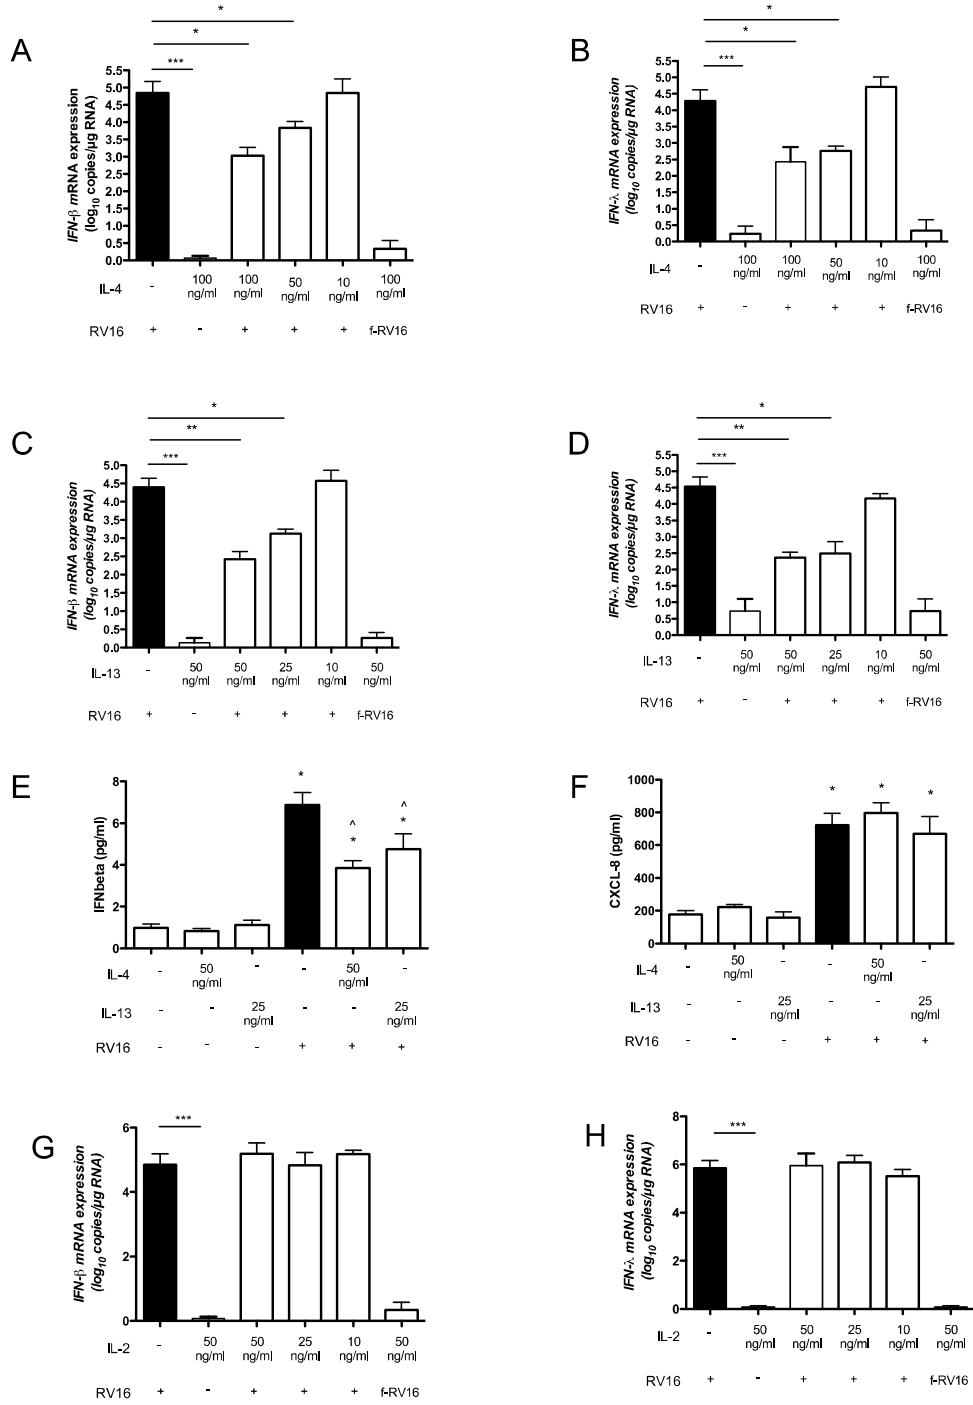 A
*
*
***
IFN-β mRNA expression
(log10 copies/µg RNA)
5.5
5.0
4.5
4.0
3.5
3.0
2.5
2.0
1.5
1.0
0.5
0.0
IL-4 - 100 ng/ml 100 ng/ml 50 ng/ml 10 ng/ml 100 ng/ml
RV16 + - + + + f-RV16
B
*
*
***
IFN-λ mRNA expression
(log10 copies/µg RNA)
5.5
5.0
4.5
4.0
3.5
3.0
2.5
2.0
1.5
1.0
0.5
0.0
IL-4 - 100 ng/ml 100 ng/ml 50 ng/ml 10 ng/ml 100 ng/ml
RV16 + - + + + f-RV16
C
*
**
***
IFN-β mRNA expression
(log10 copies/µg RNA)
5.0
4.5
4.0
3.5
3.0
2.5
2.0
1.5
1.0
0.5
0.0
IL-13 - 50 ng/ml 50 ng/ml 25 ng/ml 10 ng/ml 50 ng/ml
RV16 + - + + + f-RV16
D
*
**
***
IFN-λ mRNA expression
(log10 copies/µg RNA)
5.5
5.0
4.5
4.0
3.5
3.0
2.5
2.0
1.5
1.0
0.5
0.0
IL-13 - 50 ng/ml 50 ng/ml 25 ng/ml 10 ng/ml 50 ng/ml
RV16 + - + + + f-RV16
E
IFNbeta (pg/ml)
8
6
4
2
0
* ^ * ^ *
IL-4 - 50 ng/ml - - 50 ng/ml -
IL-13 - - 25 ng/ml - - 25 ng/ml
RV16 - - - + + +
F
CXCL-8 (pg/ml)
1000
800
600
400
200
0
* * *
IL-4 - 50 ng/ml - - 50 ng/ml -
IL-13 - - 25 ng/ml - - 25 ng/ml
RV16 - - - + + +
G
***
IFN-β mRNA expression
(log10 copies/µg RNA)
6
4
2
0
IL-2 - 50 ng/ml 50 ng/ml 25 ng/ml 10 ng/ml 50 ng/ml
RV16 + - + + + f-RV16
H
***
IFN-λ mRNA expression
(log10 copies/µg RNA)
8
6
4
2
0
IL-2 - 50 ng/ml 50 ng/ml 25 ng/ml 10 ng/ml 50 ng/ml
RV16 + - + + + f-RV16